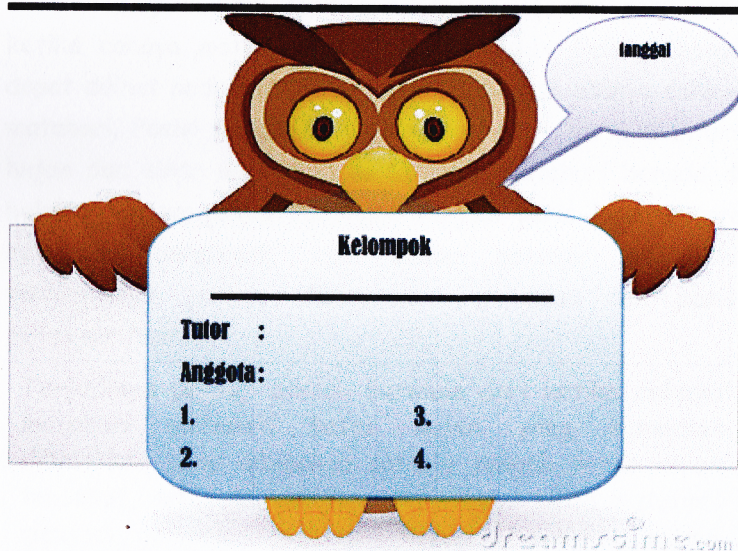 tanggal
Kelompok
Tutor :
Anggota:
1. 3.
2. 4.
dreamstime.com